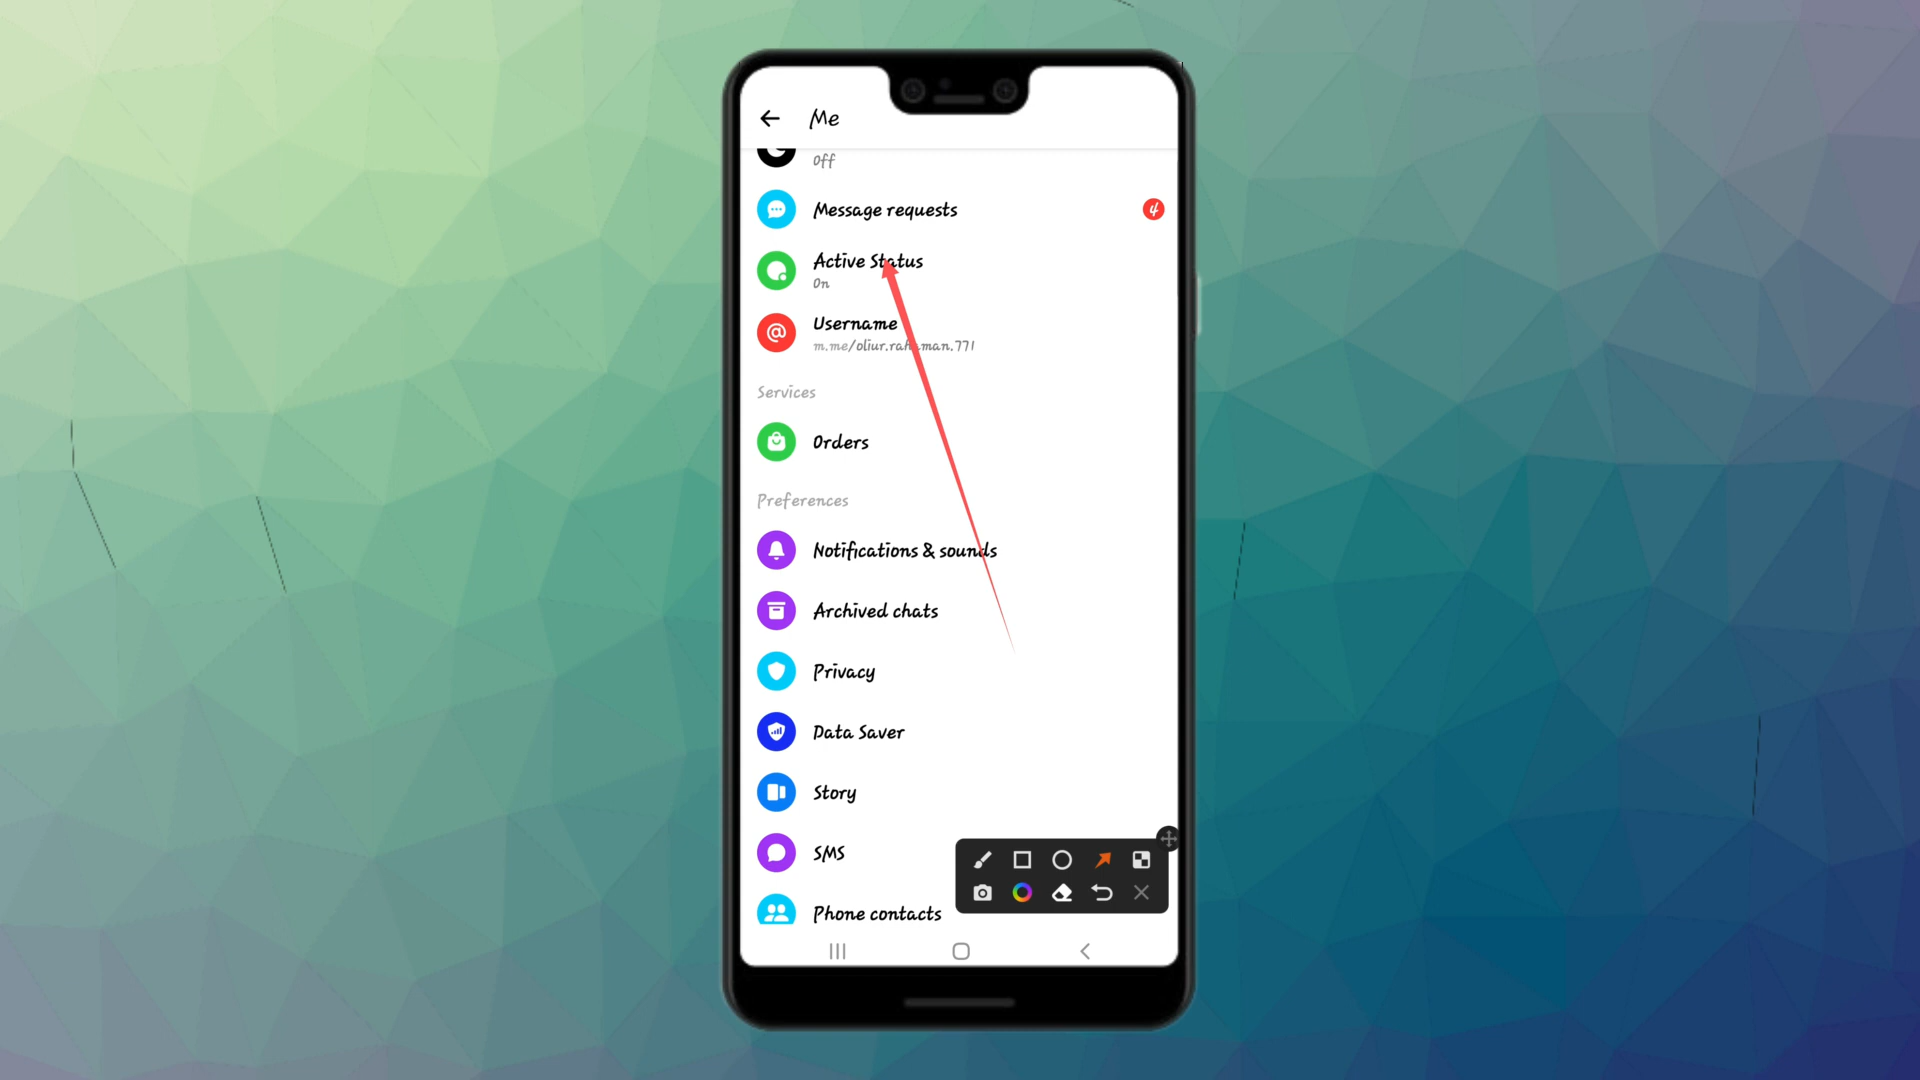 Me
Off
Message requests
4
Active Status
On
Username
m.me/oliur.rahaman.771
Services
Orders
Preferences
Notifications & sounds
Archived chats
Privacy
Data Saver
Story
SMS
Phone contacts